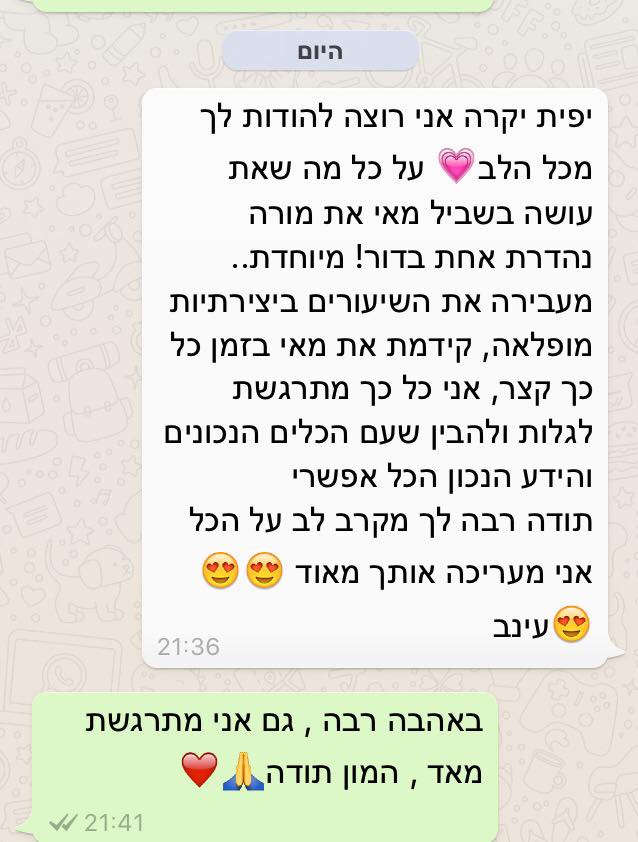 היום
יפית יקרה אני רוצה להודות לך
מכל הלב💗 על כל מה שאת
עושה בשביל מאי את מורה
נהדרת אחת בדור! מיוחדת..
מעבירה את השיעורים ביצירתיות
מופלאה, קידמת את מאי בזמן כל
כך קצר, אני כל כך מתרגשת
לגלות ולהבין שעם הכלים הנכונים
והידע הנכון הכל אפשרי
תודה רבה לך מקרב לב על הכל
אני מעריכה אותך מאוד 😍😍
😍עינב
21:36
באהבה רבה , גם אני מתרגשת
מאד , המון תודה🙏❤️
21:41